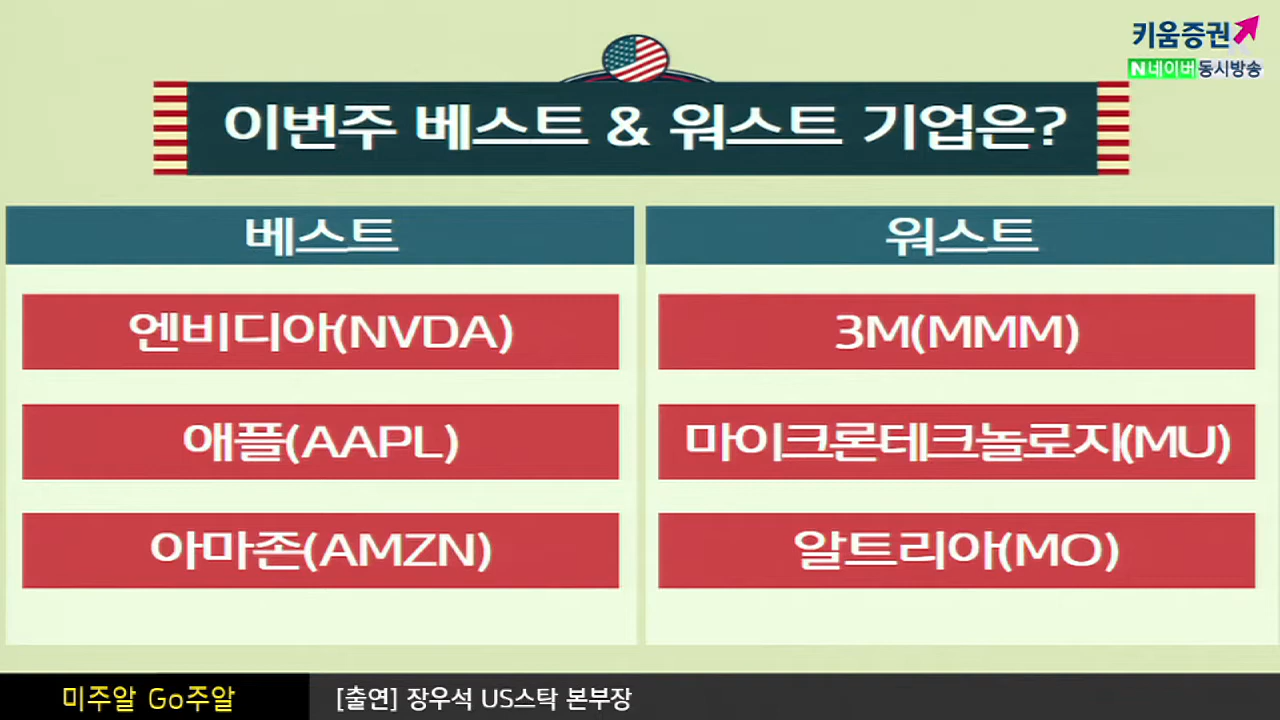 키움증권
N 네이버 동시방송
이번주 베스트 & 워스트 기업은?
베스트
엔비디아(NVDA)
애플(AAPL)
아마존(AMZN)
워스트
3M(MMM)
마이크론테크놀로지(MU)
알트리아(MO)
미주알 Go주알
[출연] 장우석 US스탁 본부장